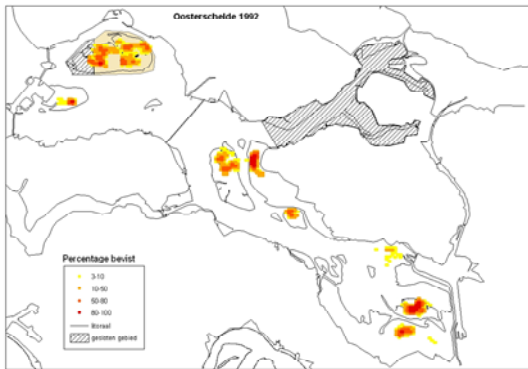 Oosterschelde 1992
Percentage bevist
3-10
10-50
50-80
80-100
litoraal
gesloten gebied